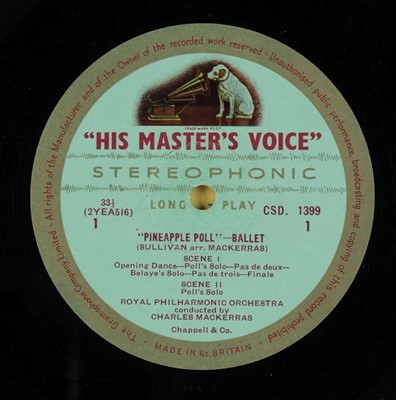 All rights of the Manufacturer and of the Owner of the recorded work reserved - Unauthorised public performance, broadcasting and copying of this record prohibited
TRADE MARK REGD
"HIS MASTER'S VOICE"
STEREOPHONIC
LONG PLAY
33⅓
(2YEA516)
1
CSD. 1399
1
"PINEAPPLE POLL"—BALLET
(SULLIVAN arr. MACKERRAS)
SCENE I
Opening Dance—Poll's Solo—Pas de deux—
Belaye's Solo—Pas de trois—Finale
SCENE II
Poll's Solo
ROYAL PHILHARMONIC ORCHESTRA
conducted by
CHARLES MACKERRAS
Chappell & Co.
The Gramophone Company Limited -
MADE IN Gt. BRITAIN